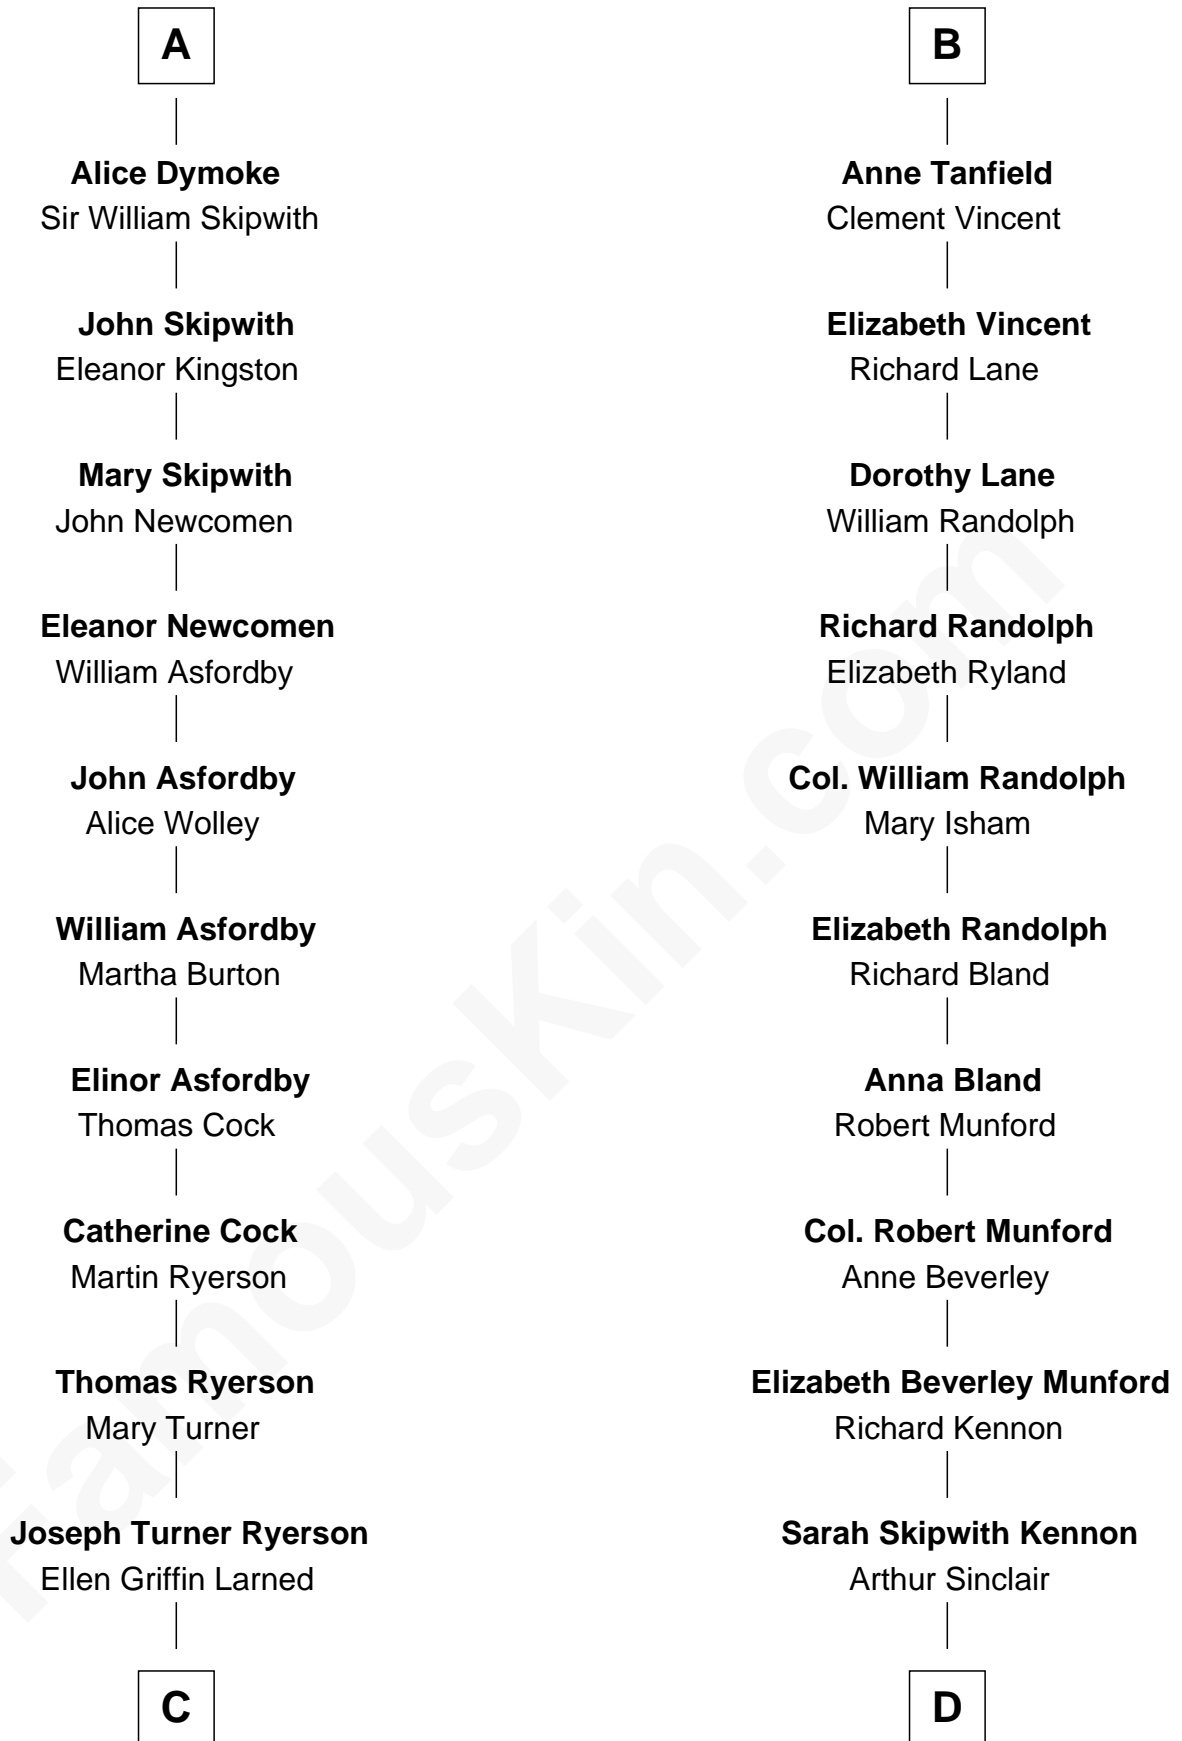 A
Alice Dymoke
Sir William Skipwith
John Skipwith
Eleanor Kingston
Mary Skipwith
John Newcomen
Eleanor Newcomen
William Asfordby
John Asfordby
Alice Wolley
William Asfordby
Martha Burton
Elinor Asfordby
Thomas Cock
Catherine Cock
Martin Ryerson
Thomas Ryerson
Mary Turner
Joseph Turner Ryerson
Ellen Griffin Larned
C
B
Anne Tanfield
Clement Vincent
Elizabeth Vincent
Richard Lane
Dorothy Lane
William Randolph
Richard Randolph
Elizabeth Ryland
Col. William Randolph
Mary Isham
Elizabeth Randolph
Richard Bland
Anna Bland
Robert Munford
Col. Robert Munford
Anne Beverley
Elizabeth Beverley Munford
Richard Kennon
Sarah Skipwith Kennon
Arthur Sinclair
D
FamousKin.com